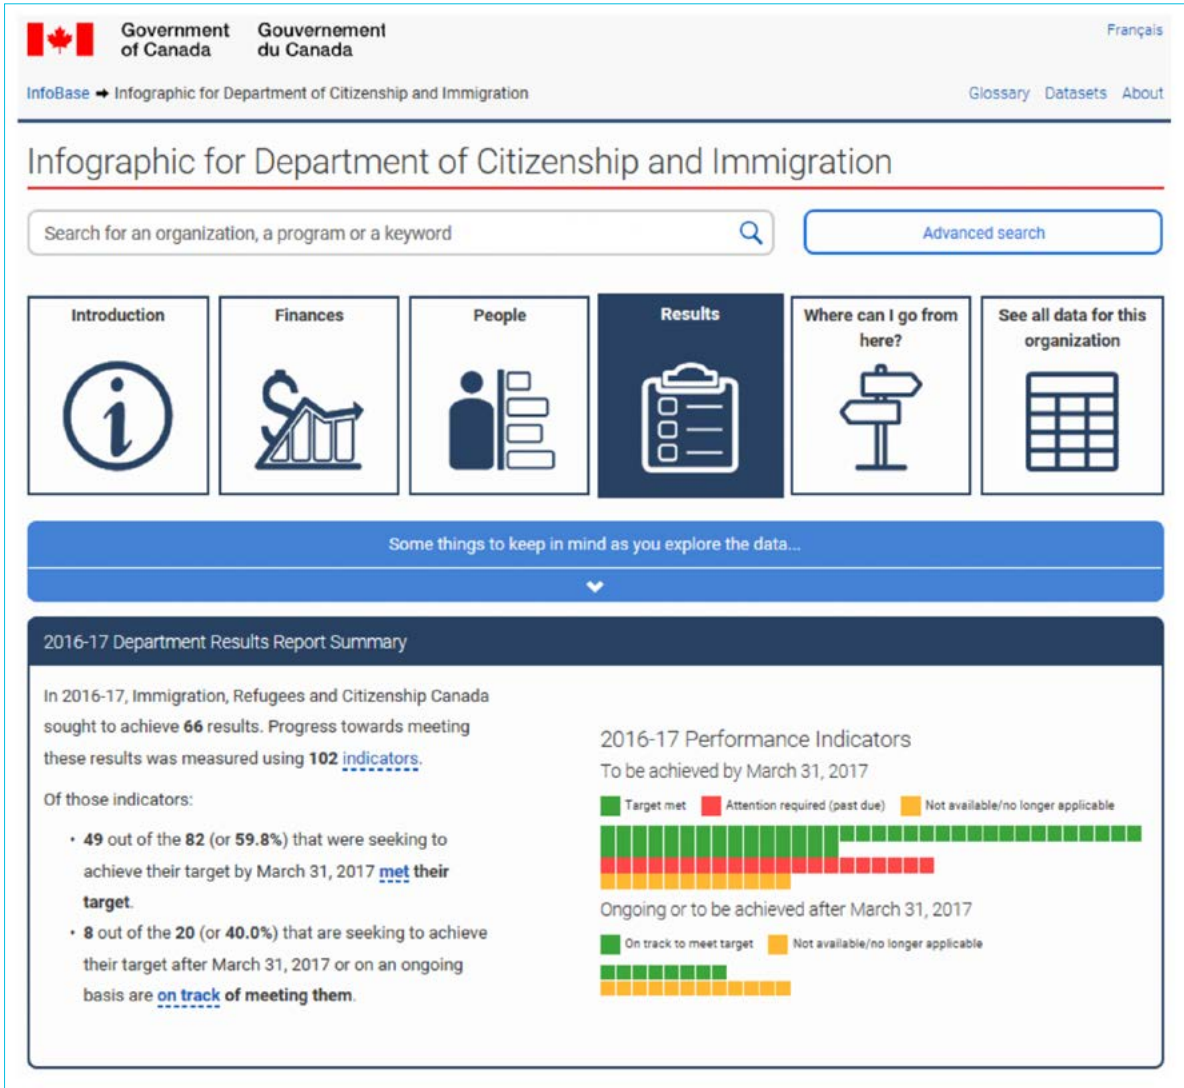 Government of Canada
Gouvernement du Canada
Français
InfoBase ➡ Infographic for Department of Citizenship and Immigration
Glossary Datasets About
Infographic for Department of Citizenship and Immigration
Search for an organization, a program or a keyword
Advanced search
Introduction
Finances
People
Results
Where can I go from
here?
See all data for this
organization
Some things to keep in mind as you explore the data...
2016-17 Department Results Report Summary
In 2016-17, Immigration, Refugees and Citizenship Canada
sought to achieve 66 results. Progress towards meeting
these results was measured using 102 indicators.
Of those indicators:
• 49 out of the 82 (or 59.8%) that were seeking to
achieve their target by March 31, 2017 met their
target.
• 8 out of the 20 (or 40.0%) that are seeking to achieve
their target after March 31, 2017 or on an ongoing
basis are on track of meeting them.
2016-17 Performance Indicators
To be achieved by March 31, 2017
Target met Attention required (past due) Not available/no longer applicable
Ongoing or to be achieved after March 31, 2017
On track to meet target Not available/no longer applicable